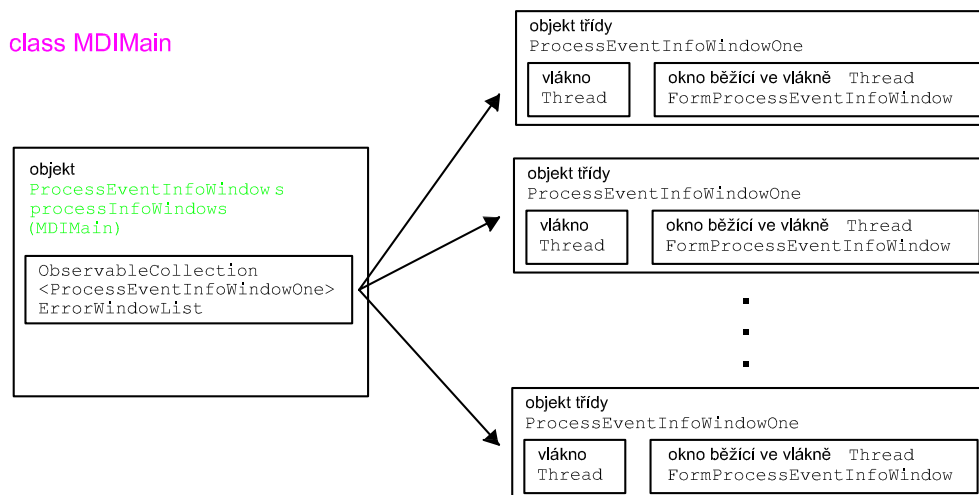 class MDIMain
objekt
ProcessEventInfoWindows
processInfoWindows
(MDIMain)
ObservableCollection
<ProcessEventInfoWindowOne>
ErrorWindowList
objekt třídy
ProcessEventInfoWindowOne
vlákno
Thread
okno běžící ve vlákně Thread
FormProcessEventInfoWindow
objekt třídy
ProcessEventInfoWindowOne
vlákno
Thread
okno běžící ve vlákně Thread
FormProcessEventInfoWindow
objekt třídy
ProcessEventInfoWindowOne
vlákno
Thread
okno běžící ve vlákně Thread
FormProcessEventInfoWindow